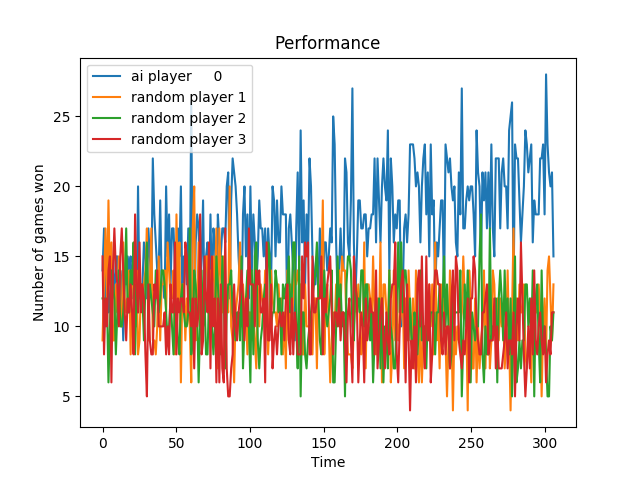 Performance
ai player     0
random player 1
random player 2
random player 3
Number of games won
25
20
15
10
5
0
50
100
150
200
250
300
Time